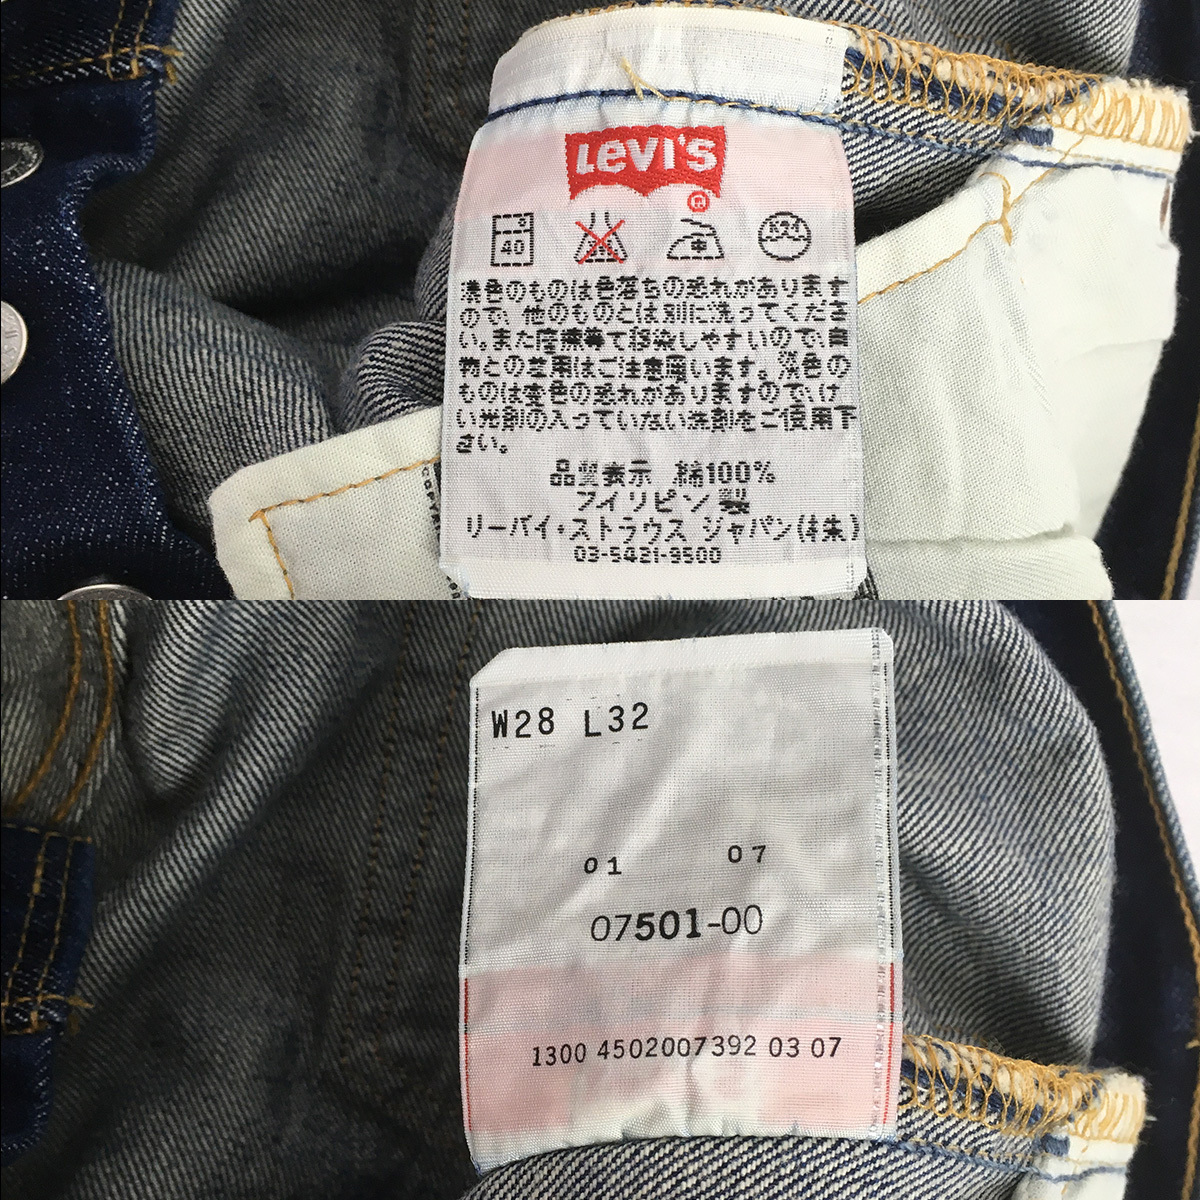 LEVI'S
®
40
エキ24
濃色のものは色落ちの恐れがあります
ので、他のものとは別に洗ってくださ
い。また摩擦等で移染しやすいので、白
物との着用はご注意願います。淡色の
ものは変色の恐れがありますので、け
い光剤の入っていない洗剤をご使用下
さい。
品質表示 綿100%
フイリピン製
リーバイ・ストラウス ジャパン(株)
03-5421-9500
W28 L32
01 07
07501-00
1300 4502007392 03 07